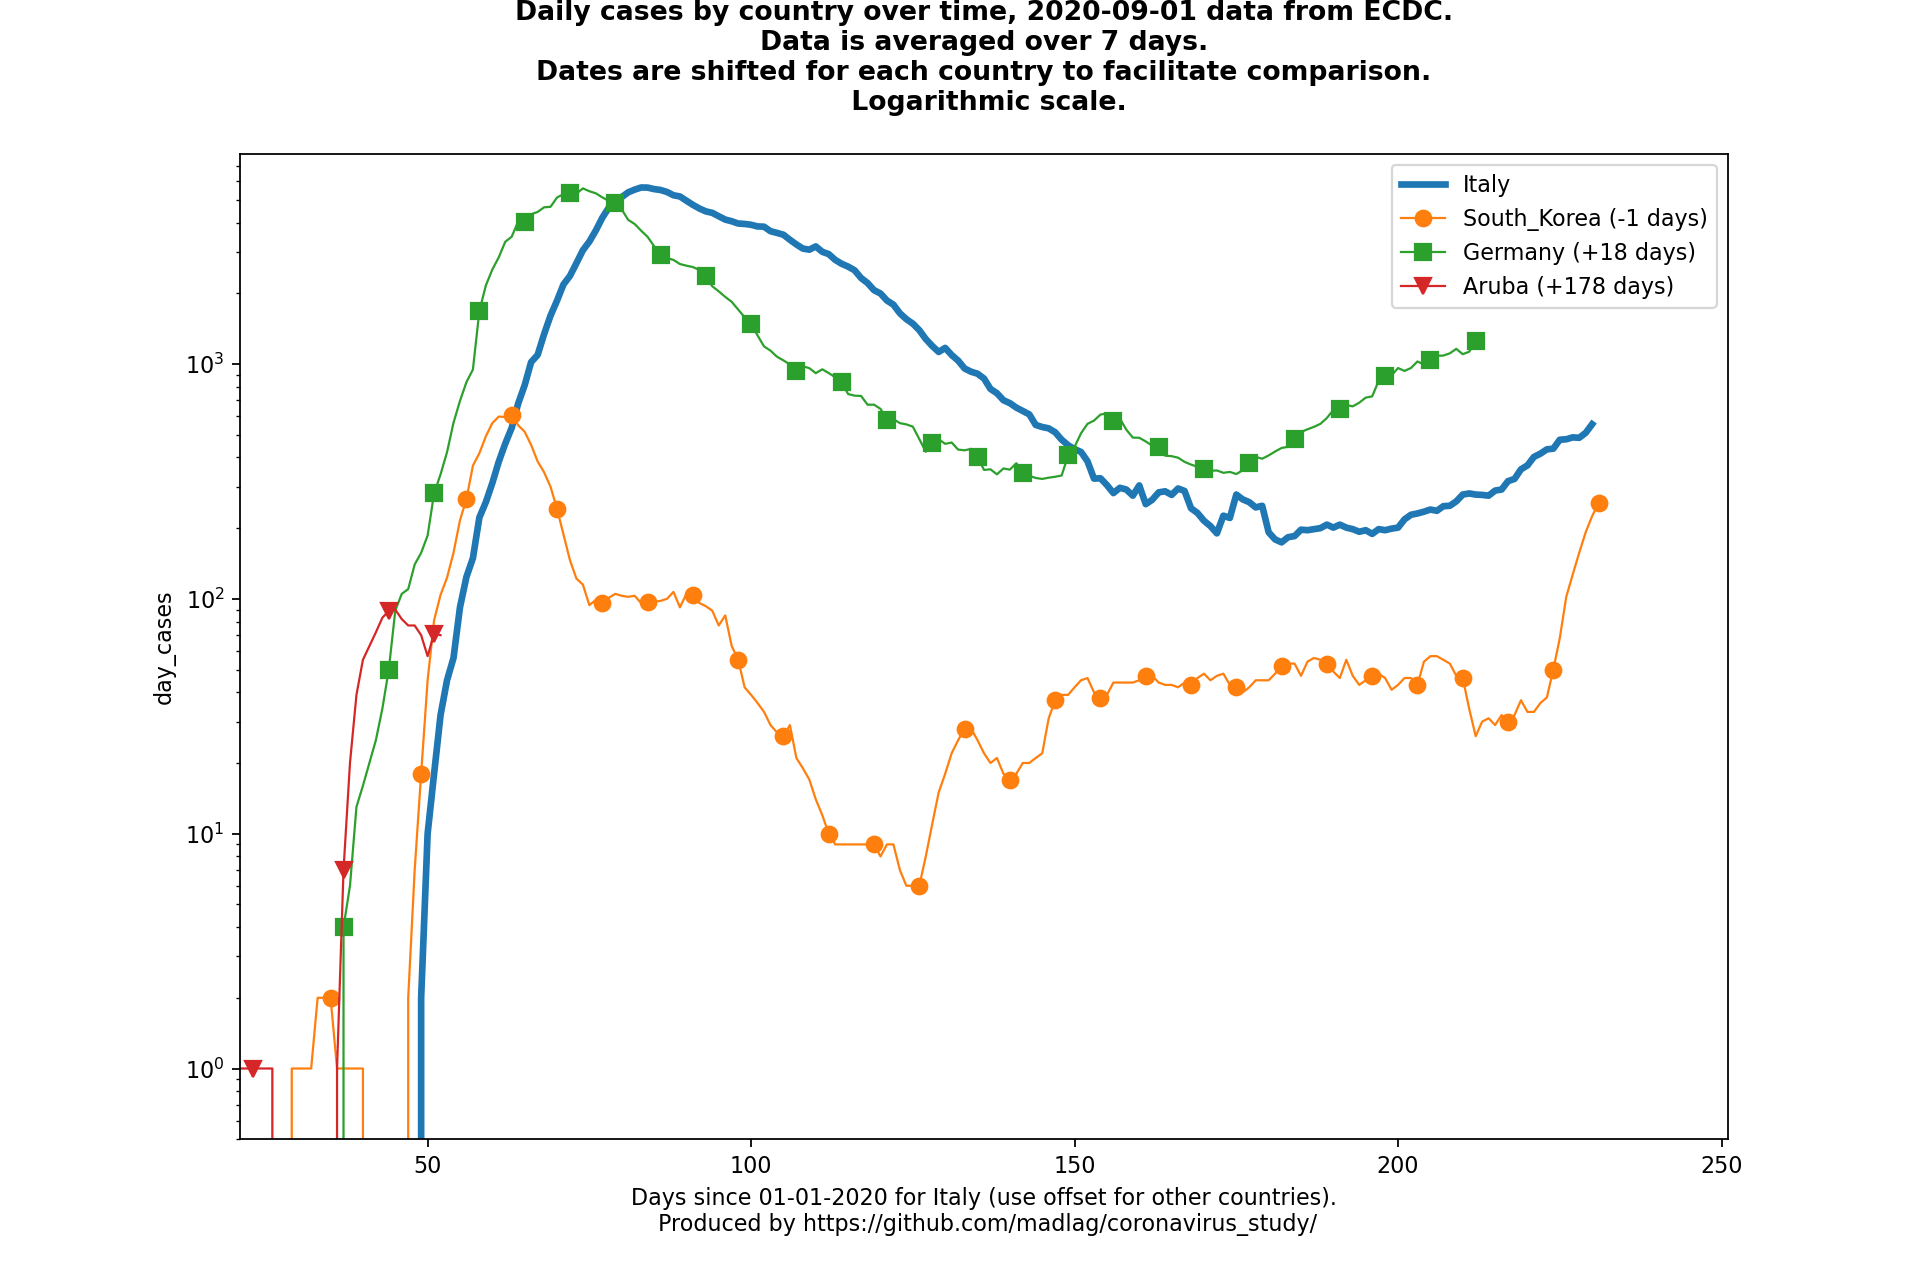 Daily cases by country over time, 2020-09-01 data from ECDC.
Data is averaged over 7 days.
Dates are shifted for each country to facilitate comparison.
Logarithmic scale.
Italy
South_Korea (-1 days)
Germany (+18 days)
Aruba (+178 days)
day_cases
10³
10²
10¹
10⁰
50
100
150
200
250
Days since 01-01-2020 for Italy (use offset for other countries).
Produced by https://github.com/madlag/coronavirus_study/